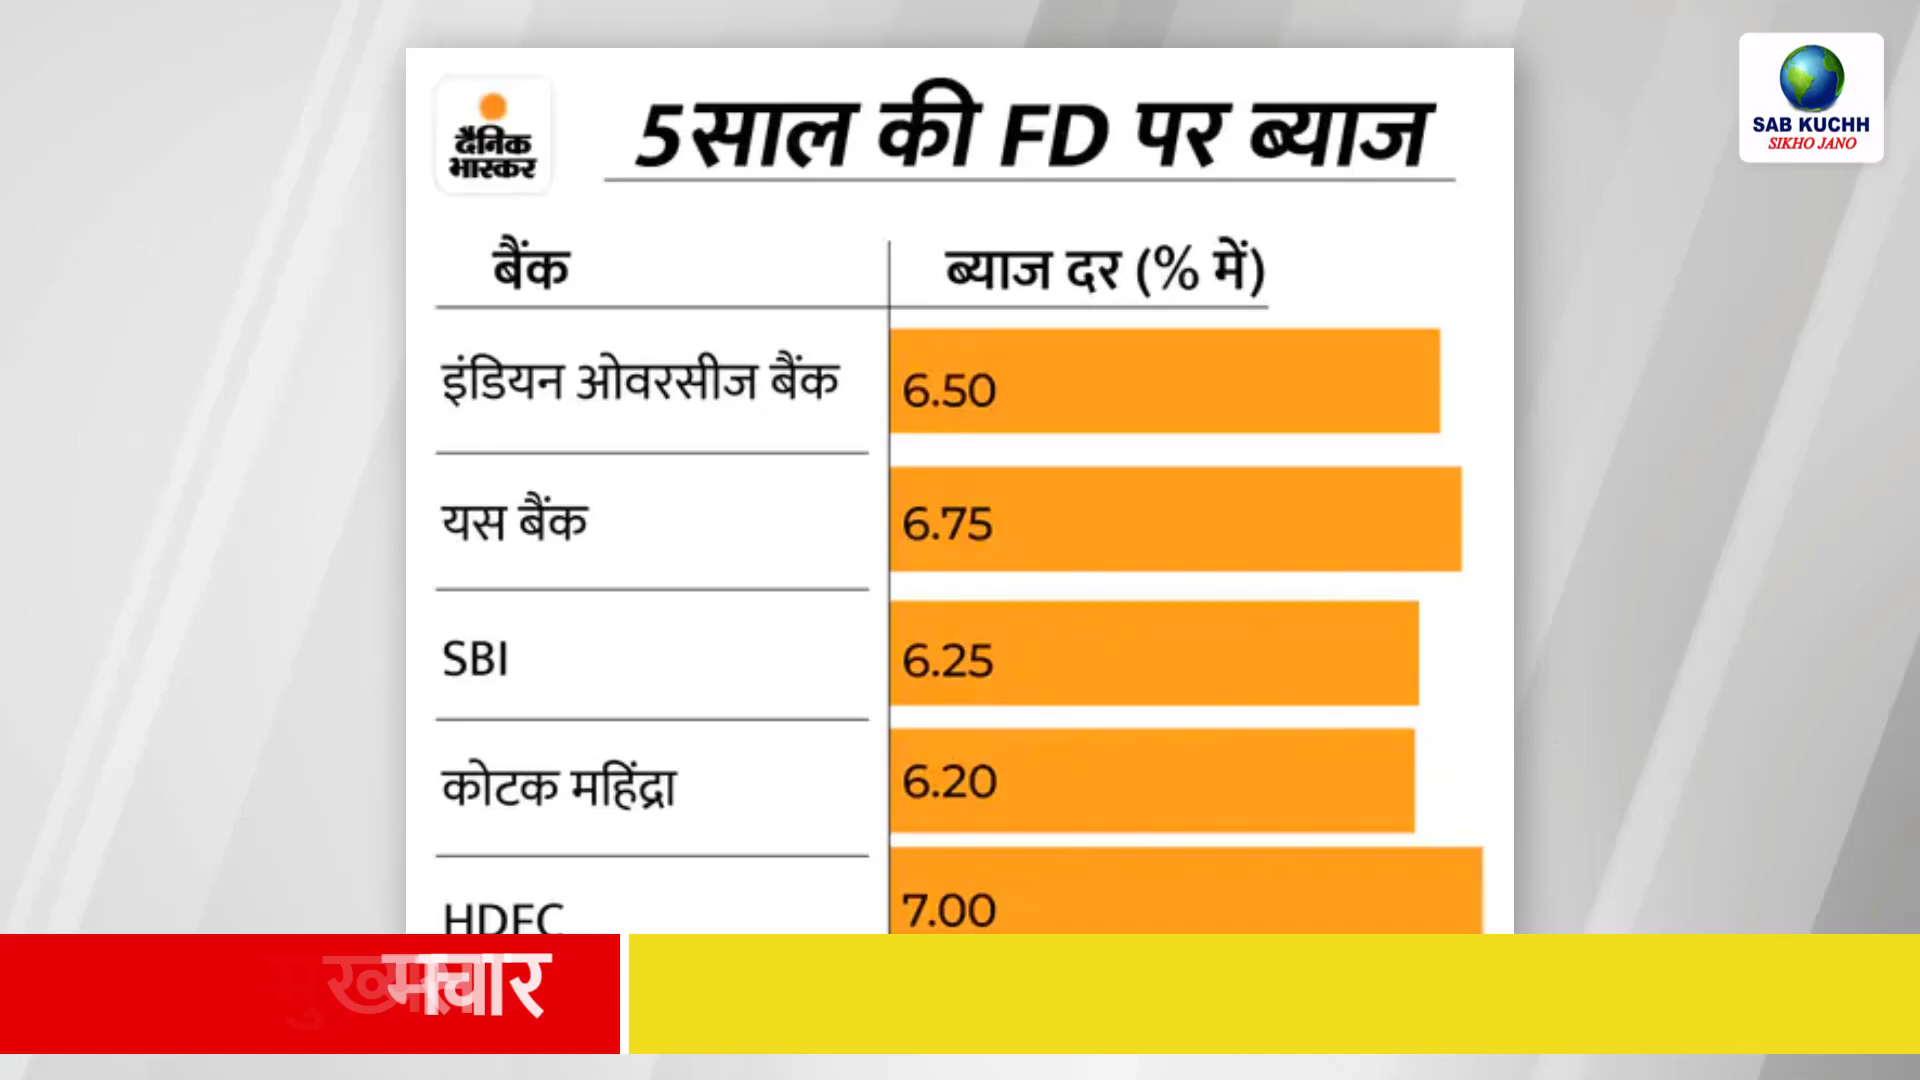 दैनिक
भास्कर
5 साल की FD पर ब्याज
SAB KUCHH
SIKHO JANO
बैंक
ब्याज दर (% में)
इंडियन ओवरसीज बैंक
6.50
यस बैंक
6.75
SBI
6.25
कोटक महिंद्रा
6.20
HDFC
7.00